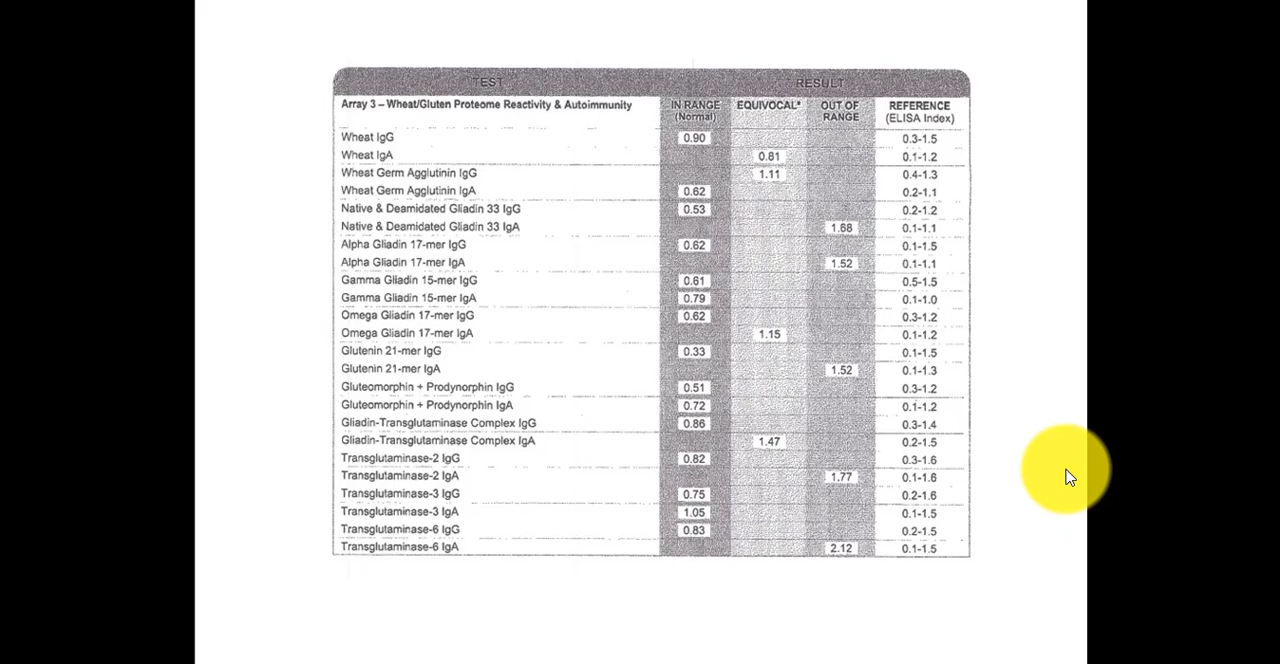 TEST RESULT
Array 3 – Wheat/Gluten Proteome Reactivity & Autoimmunity IN RANGE (Normal) EQUIVOCAL* OUT OF RANGE REFERENCE (ELISA Index)
Wheat IgG 0.90 0.3-1.5
Wheat IgA 0.81 0.1-1.2
Wheat Germ Agglutinin IgG 1.11 0.4-1.3
Wheat Germ Agglutinin IgA 0.62 0.2-1.1
Native & Deamidated Gliadin 33 IgG 0.53 0.2-1.2
Native & Deamidated Gliadin 33 IgA 1.68 0.1-1.1
Alpha Gliadin 17-mer IgG 0.62 0.1-1.5
Alpha Gliadin 17-mer IgA 1.52 0.1-1.1
Gamma Gliadin 15-mer IgG 0.61 0.5-1.5
Gamma Gliadin 15-mer IgA 0.79 0.1-1.0
Omega Gliadin 17-mer IgG 0.62 0.3-1.2
Omega Gliadin 17-mer IgA 1.15 0.1-1.2
Glutenin 21-mer IgG 0.33 0.1-1.5
Glutenin 21-mer IgA 1.52 0.1-1.3
Gluteomorphin + Prodynorphin IgG 0.51 0.3-1.2
Gluteomorphin + Prodynorphin IgA 0.72 0.1-1.2
Gliadin-Transglutaminase Complex IgG 0.86 0.3-1.4
Gliadin-Transglutaminase Complex IgA 1.47 0.2-1.5
Transglutaminase-2 IgG 0.82 0.3-1.6
Transglutaminase-2 IgA 1.77 0.1-1.6
Transglutaminase-3 IgG 0.75 0.2-1.6
Transglutaminase-3 IgA 1.05 0.1-1.5
Transglutaminase-6 IgG 0.83 0.2-1.5
Transglutaminase-6 IgA 2.12 0.1-1.5